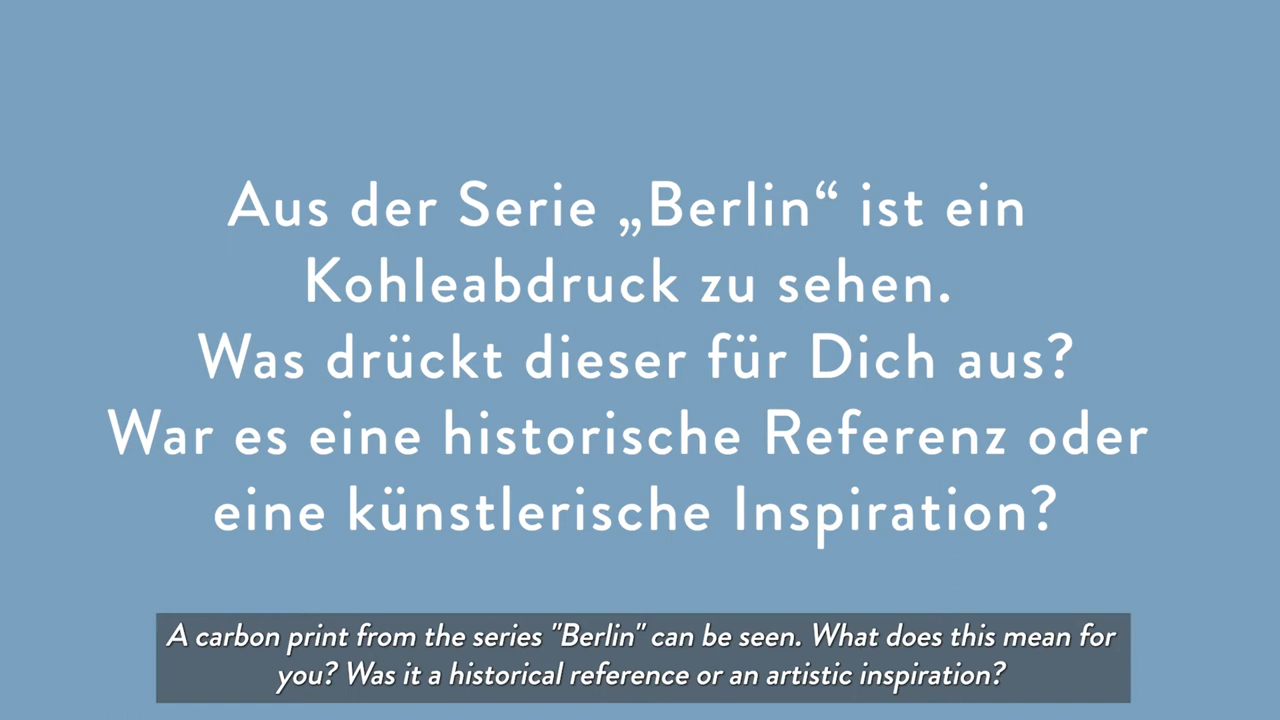 Aus der Serie „Berlin“ ist ein
Kohleabdruck zu sehen.
Was drückt dieser für Dich aus?
War es eine historische Referenz oder
eine künstlerische Inspiration?
A carbon print from the series "Berlin" can be seen. What does this mean for
you? Was it a historical reference or an artistic inspiration?